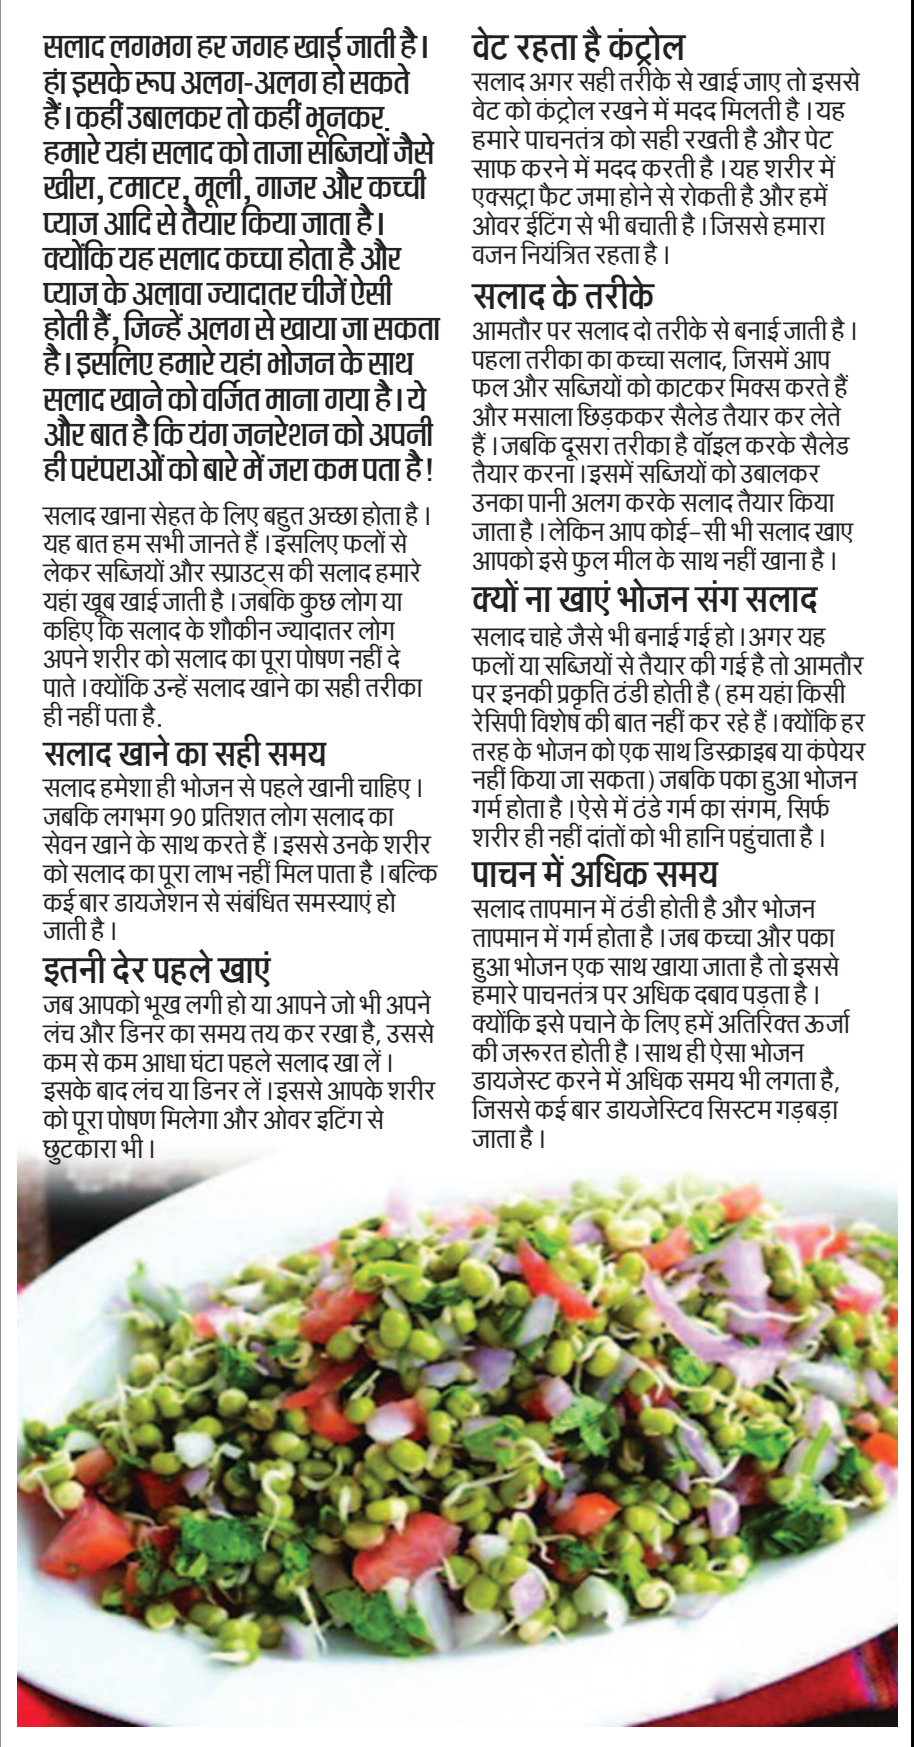 सलाद लगभग हर जगह खाई जाती है।
हां इसके रूप अलग-अलग हो सकते
हैं। कहीं उबालकर तो कहीं भूनकर.
हमारे यहां सलाद को ताजा सब्जियों जैसे
खीरा, टमाटर, मूली, गाजर और कच्ची
प्याज आदि से तैयार किया जाता है।
क्योंकि यह सलाद कच्चा होता है और
प्याज के अलावा ज्यादातर चीजें ऐसी
होती हैं, जिन्हें अलग से खाया जा सकता
है। इसलिए हमारे यहां भोजन के साथ
सलाद खाने को वर्जित माना गया है। ये
और बात है कि यंग जनरेशन को अपनी
ही परंपराओं को बारे में जरा कम पता है!
सलाद खाना सेहत के लिए बहुत अच्छा होता है।
यह बात हम सभी जानते हैं। इसलिए फलों से
लेकर सब्जियों और स्प्राउट्स की सलाद हमारे
यहां खूब खाई जाती है। जबकि कुछ लोग या
कहिए कि सलाद के शौकीन ज्यादातर लोग
अपने शरीर को सलाद का पूरा पोषण नहीं दे
पाते। क्योंकि उन्हें सलाद खाने का सही तरीका
ही नहीं पता है.
सलाद खाने का सही समय
सलाद हमेशा ही भोजन से पहले खानी चाहिए।
जबकि लगभग 90 प्रतिशत लोग सलाद का
सेवन खाने के साथ करते हैं। इससे उनके शरीर
को सलाद का पूरा लाभ नहीं मिल पाता है। बल्कि
कई बार डायजेशन से संबंधित समस्याएं हो
जाती है।
इतनी देर पहले खाएं
जब आपको भूख लगी हो या आपने जो भी अपने
लंच और डिनर का समय तय कर रखा है, उससे
कम से कम आधा घंटा पहले सलाद खा लें।
इसके बाद लंच या डिनर लें। इससे आपके शरीर
को पूरा पोषण मिलेगा और ओवर इटिंग से
छुटकारा भी।
वेट रहता है कंट्रोल
सलाद अगर सही तरीके से खाई जाए तो इससे
वेट को कंट्रोल रखने में मदद मिलती है। यह
हमारे पाचनतंत्र को सही रखती है और पेट
साफ करने में मदद करती है। यह शरीर में
एक्सट्रा फैट जमा होने से रोकती है और हमें
ओवर ईटिंग से भी बचाती है। जिससे हमारा
वजन नियंत्रित रहता है।
सलाद के तरीके
आमतौर पर सलाद दो तरीके से बनाई जाती है।
पहला तरीका का कच्चा सलाद, जिसमें आप
फल और सब्जियों को काटकर मिक्स करते हैं
और मसाला छिड़ककर सैलेड तैयार कर लेते
हैं। जबकि दूसरा तरीका है वॉइल करके सैलेड
तैयार करना। इसमें सब्जियों को उबालकर
उनका पानी अलग करके सलाद तैयार किया
जाता है। लेकिन आप कोई-सी भी सलाद खाए
आपको इसे फुल मील के साथ नहीं खाना है।
क्यों ना खाएं भोजन संग सलाद
सलाद चाहे जैसे भी बनाई गई हो। अगर यह
फलों या सब्जियों से तैयार की गई है तो आमतौर
पर इनकी प्रकृति ठंडी होती है (हम यहां किसी
रेसिपी विशेष की बात नहीं कर रहे हैं। क्योंकि हर
तरह के भोजन को एक साथ डिस्क्राइब या कंपेयर
नहीं किया जा सकता) जबकि पका हुआ भोजन
गर्म होता है। ऐसे में ठंडे गर्म का संगम, सिर्फ
शरीर ही नहीं दांतों को भी हानि पहुंचाता है।
पाचन में अधिक समय
सलाद तापमान में ठंडी होती है और भोजन
तापमान में गर्म होता है। जब कच्चा और पका
हुआ भोजन एक साथ खाया जाता है तो इससे
हमारे पाचनतंत्र पर अधिक दबाव पड़ता है।
क्योंकि इसे पचाने के लिए हमें अतिरिक्त ऊर्जा
की जरूरत होती है। साथ ही ऐसा भोजन
डायजेस्ट करने में अधिक समय भी लगता है,
जिससे कई बार डायजेस्टिव सिस्टम गड़बड़ा
जाता है।